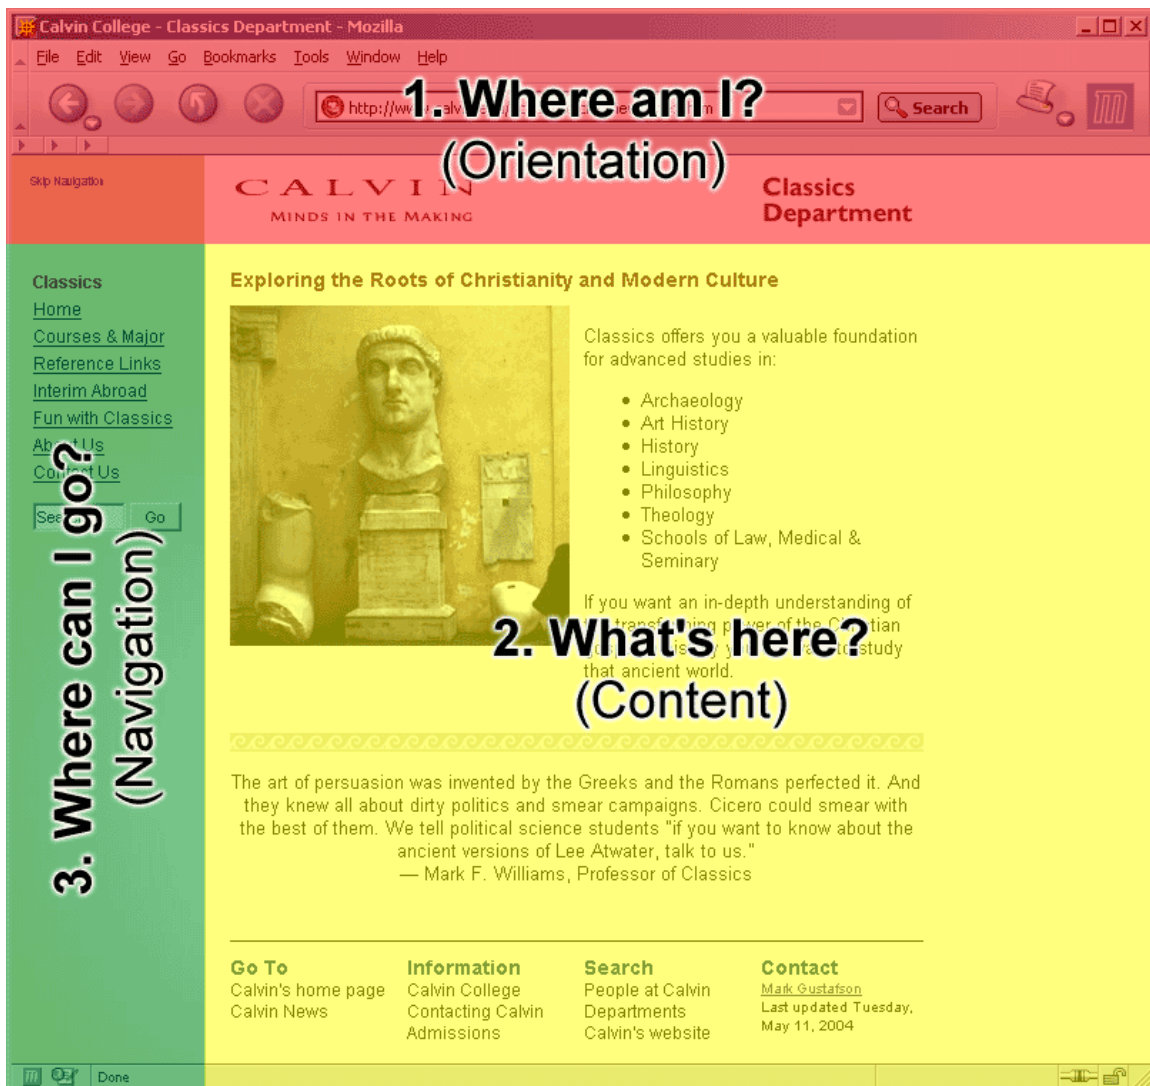 Calvin College - Classics Department - Mozilla
File Edit View Go Bookmarks Tools Window Help
http://www
Search
1. Where am I?
(Orientation)
Skip Navigation
CALVIN
MINDS IN THE MAKING
Classics
Department
Classics
Home
Courses & Major
Reference Links
Interim Abroad
Fun with Classics
About Us
Contact Us
Go
3. Where can I go?
(Navigation)
Exploring the Roots of Christianity and Modern Culture
Classics offers you a valuable foundation
for advanced studies in:
• Archaeology
• Art History
• History
• Linguistics
• Philosophy
• Theology
• Schools of Law, Medical &
Seminary
If you want an in-depth understanding of
that ancient world.
2. What's here?
(Content)
The art of persuasion was invented by the Greeks and the Romans perfected it. And
they knew all about dirty politics and smear campaigns. Cicero could smear with
the best of them. We tell political science students "if you want to know about the
ancient versions of Lee Atwater, talk to us."
— Mark F. Williams, Professor of Classics
Go To
Calvin's home page
Calvin News
Information
Calvin College
Contacting Calvin
Admissions
Search
People at Calvin
Departments
Calvin's website
Contact
Mark Gustafson
Last updated Tuesday,
May 11, 2004
Done